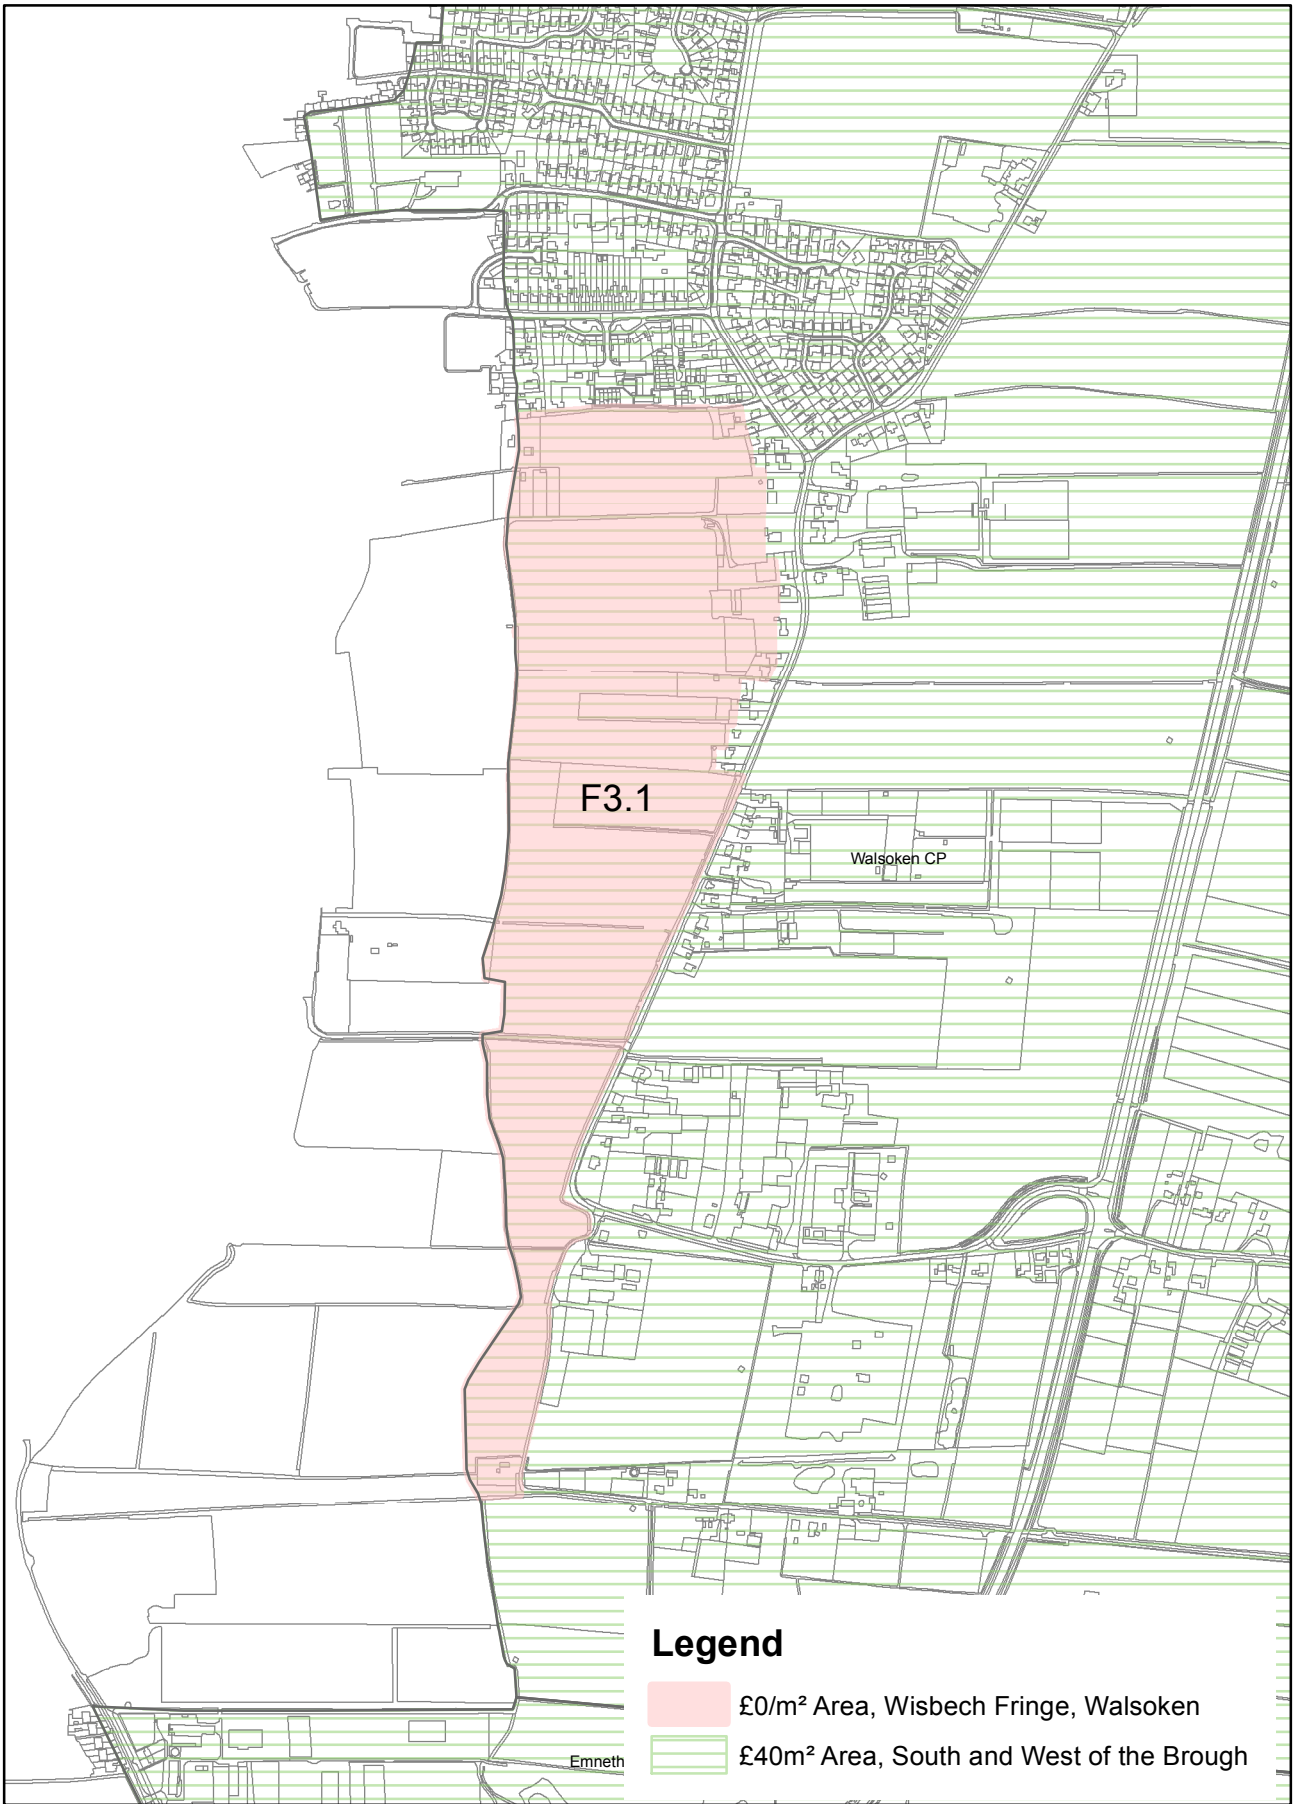 F3.1
Walsoken CP
Emneth
Legend
£0/m² Area, Wisbech Fringe, Walsoken
£40m² Area, South and West of the Brough